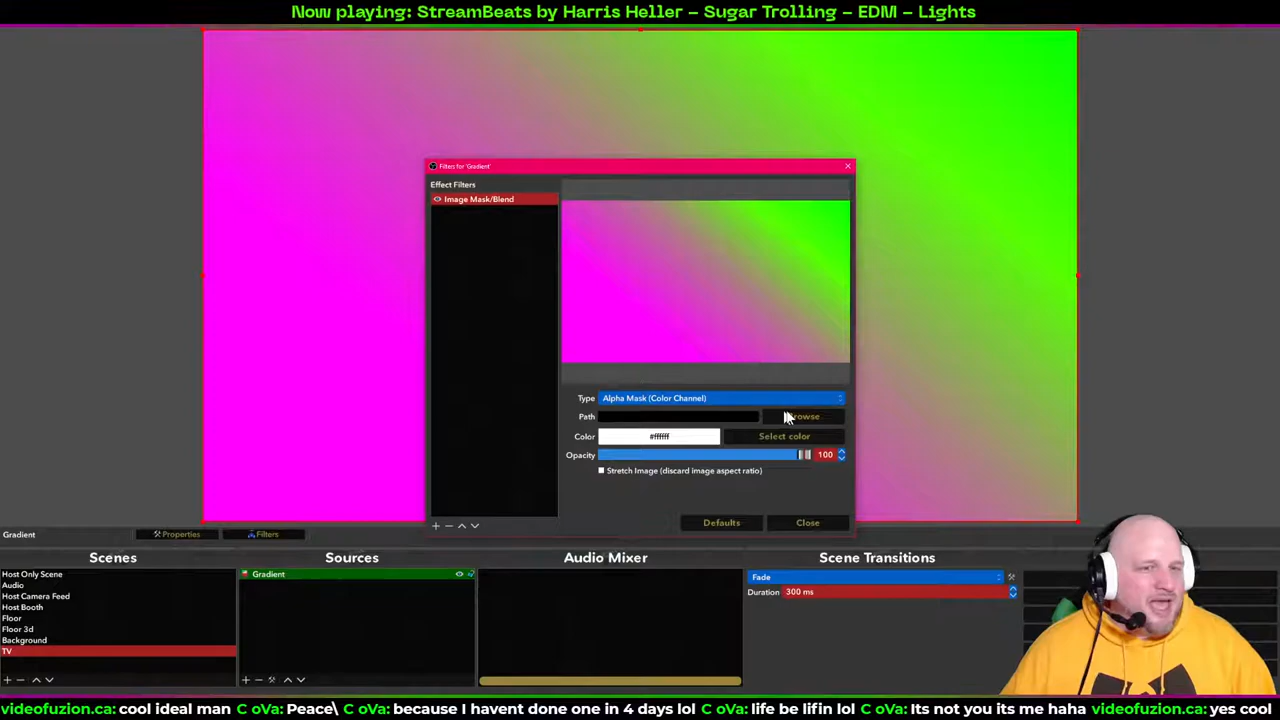 Now playing: StreamBeats by Harris Heller - Sugar Trolling - EDM - Lights
Filters for 'Gradient'
Effect Filters
Image Mask/Blend
Type Alpha Mask (Color Channel)
Path Browse
Color #ffffff Select color
Opacity 100
Stretch Image (discard image aspect ratio)
Defaults Close
Gradient Properties Filters
Scenes Sources Audio Mixer Scene Transitions
Host Only Scene
Audio
Host Camera Feed
Host Booth
Floor
Floor 3d
Background
TV
Gradient
Fade
Duration 300 ms
videofuzion.ca: cool ideal man C oVa: Peace\ C oVa: because I havent done one in 4 days lol C oVa: life be lifin lol C oVa: Its not you its me haha videofuzion.ca: yes cool